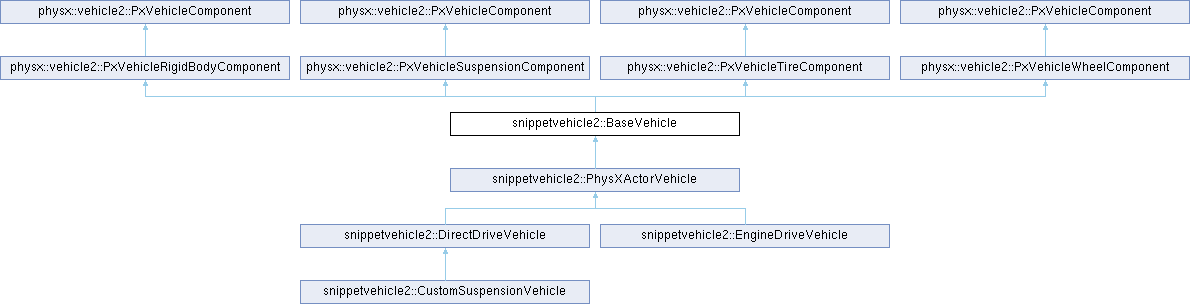 physx::vehicle2::PxVehicleComponent
physx::vehicle2::PxVehicleComponent
physx::vehicle2::PxVehicleComponent
physx::vehicle2::PxVehicleComponent
physx::vehicle2::PxVehicleRigidBodyComponent
physx::vehicle2::PxVehicleSuspensionComponent
physx::vehicle2::PxVehicleTireComponent
physx::vehicle2::PxVehicleWheelComponent
snippetvehicle2::BaseVehicle
snippetvehicle2::PhysXActorVehicle
snippetvehicle2::DirectDriveVehicle
snippetvehicle2::EngineDriveVehicle
snippetvehicle2::CustomSuspensionVehicle